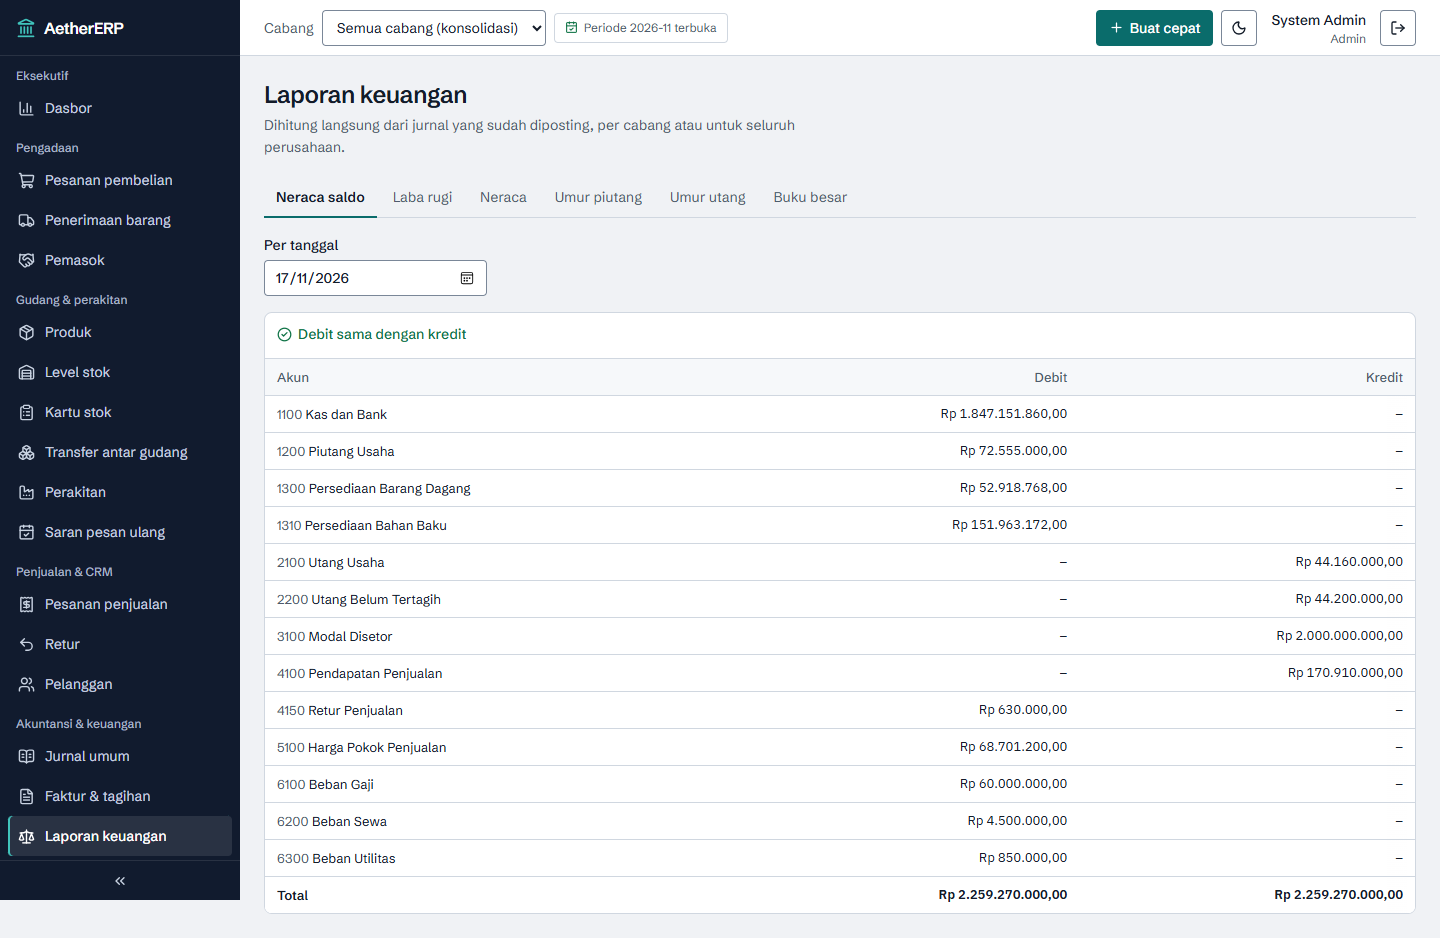 AetherERP
Eksekutif
Dasbor
Pengadaan
Pesanan pembelian
Penerimaan barang
Pemasok
Gudang & perakitan
Produk
Level stok
Kartu stok
Transfer antar gudang
Perakitan
Saran pesan ulang
Penjualan & CRM
Pesanan penjualan
Retur
Pelanggan
Akuntansi & keuangan
Jurnal umum
Faktur & tagihan
Laporan keuangan
«
Cabang Semua cabang (konsolidasi) Periode 2026-11 terbuka + Buat cepat System Admin
Admin
Laporan keuangan
Dihitung langsung dari jurnal yang sudah diposting, per cabang atau untuk seluruh
perusahaan.
Neraca saldo Laba rugi Neraca Umur piutang Umur utang Buku besar
Per tanggal
17/11/2026
Debit sama dengan kredit
Akun Debit Kredit
1100 Kas dan Bank Rp 1.847.151.860,00 –
1200 Piutang Usaha Rp 72.555.000,00 –
1300 Persediaan Barang Dagang Rp 52.918.768,00 –
1310 Persediaan Bahan Baku Rp 151.963.172,00 –
2100 Utang Usaha – Rp 44.160.000,00
2200 Utang Belum Tertagih – Rp 44.200.000,00
3100 Modal Disetor – Rp 2.000.000.000,00
4100 Pendapatan Penjualan – Rp 170.910.000,00
4150 Retur Penjualan Rp 630.000,00 –
5100 Harga Pokok Penjualan Rp 68.701.200,00 –
6100 Beban Gaji Rp 60.000.000,00 –
6200 Beban Sewa Rp 4.500.000,00 –
6300 Beban Utilitas Rp 850.000,00 –
Total Rp 2.259.270.000,00 Rp 2.259.270.000,00